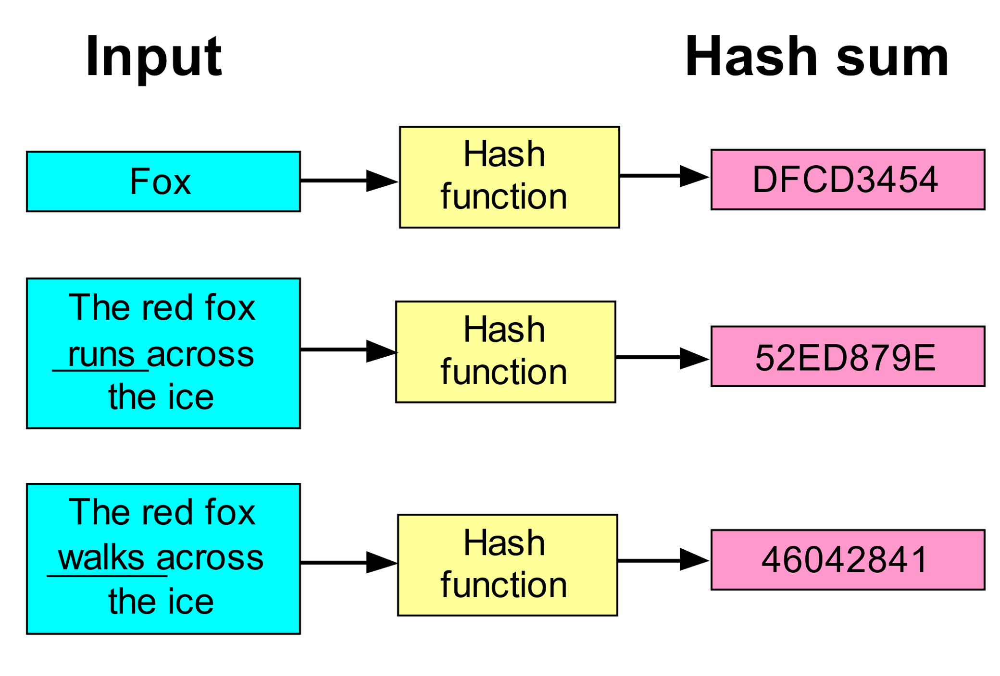 Input
Hash sum
Fox
Hash
function
DFCD3454
The red fox
runs across
the ice
Hash
function
52ED879E
The red fox
walks across
the ice
Hash
function
46042841